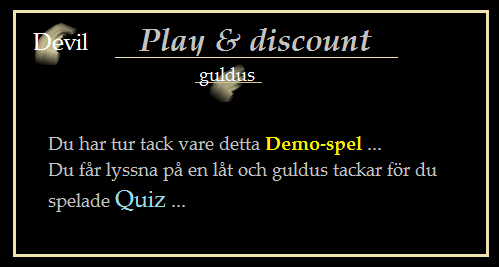 Devil Play & discount
guldus
Du har tur tack vare detta Demo-spel ...
Du får lyssna på en låt och guldus tackar för du
spelade Quiz ...